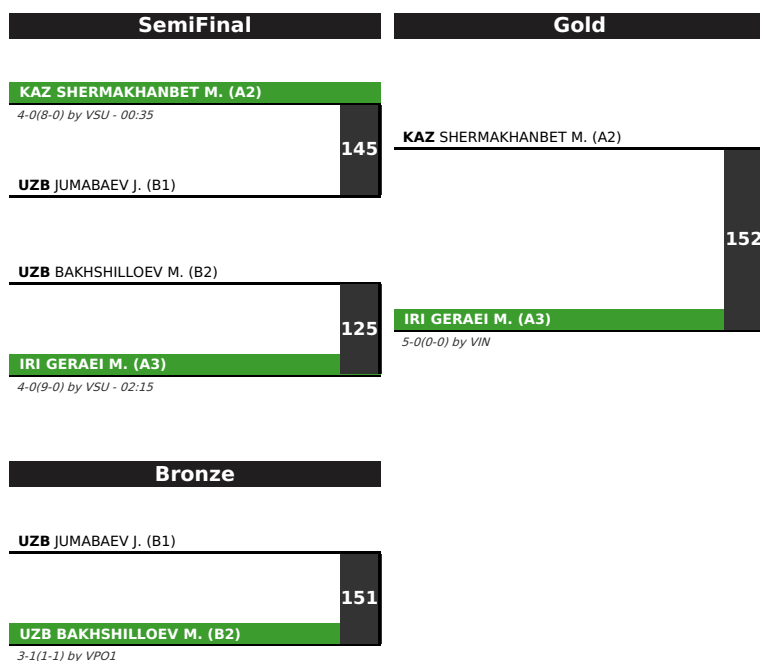 SemiFinal
KAZ SHERMAKHANBET M. (A2)
4-0(8-0) by VSU - 00:35
145
UZB JUMABAEV J. (B1)
UZB BAKHSHILLOEV M. (B2)
125
IRI GERAEI M. (A3)
4-0(9-0) by VSU - 02:15
Gold
KAZ SHERMAKHANBET M. (A2)
152
IRI GERAEI M. (A3)
5-0(0-0) by VIN
Bronze
UZB JUMABAEV J. (B1)
151
UZB BAKHSHILLOEV M. (B2)
3-1(1-1) by VPO1